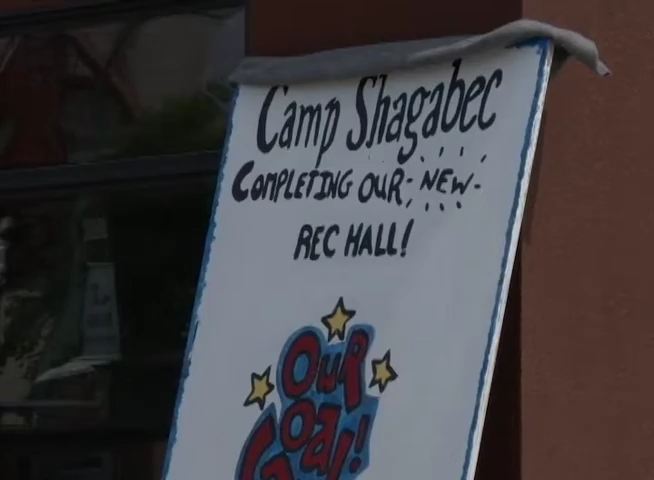 Camp Shagabec
COMPLETING OUR NEW
REC HALL!
OUR
GOAL!